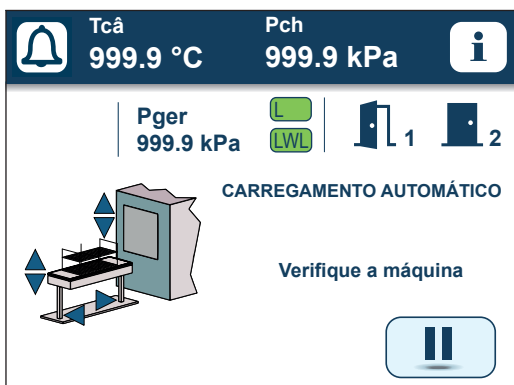 Tcâ
999.9 °C
Pch
999.9 kPa
i
Pger
999.9 kPa
L
LWL
1
2
CARREGAMENTO AUTOMÁTICO
Verifique a máquina